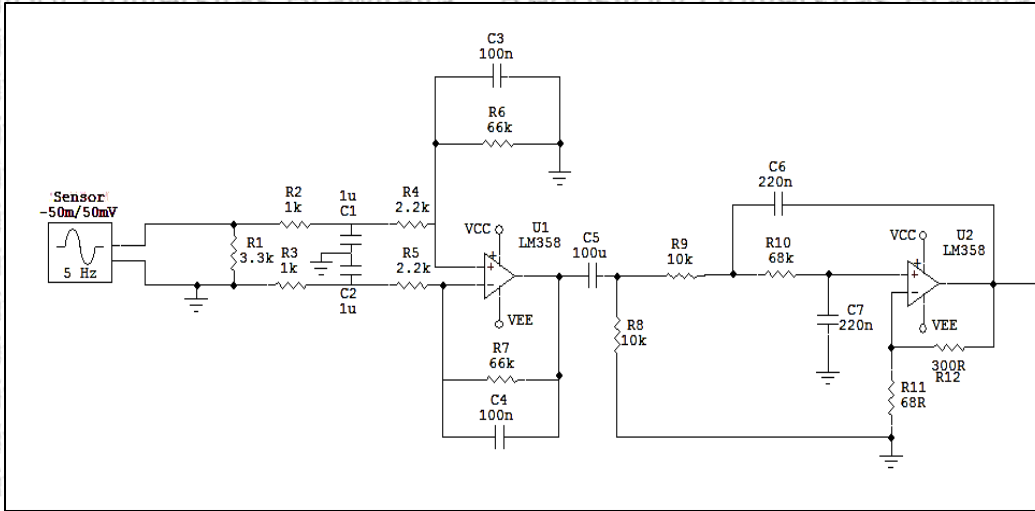 C3
100n
R6
66k
C6
220n
Sensor
-50m/50mV
5 Hz
R2
1k
1u
C1
R4
2.2k
R1
3.3k
R3
1k
C2
1u
R5
2.2k
VCC
U1
LM358
+
+
-
VEE
C5
100u
R9
10k
R10
68k
VCC
U2
LM358
+
+
-
VEE
R8
10k
C7
220n
R7
66k
C4
100n
300R
R12
R11
68R